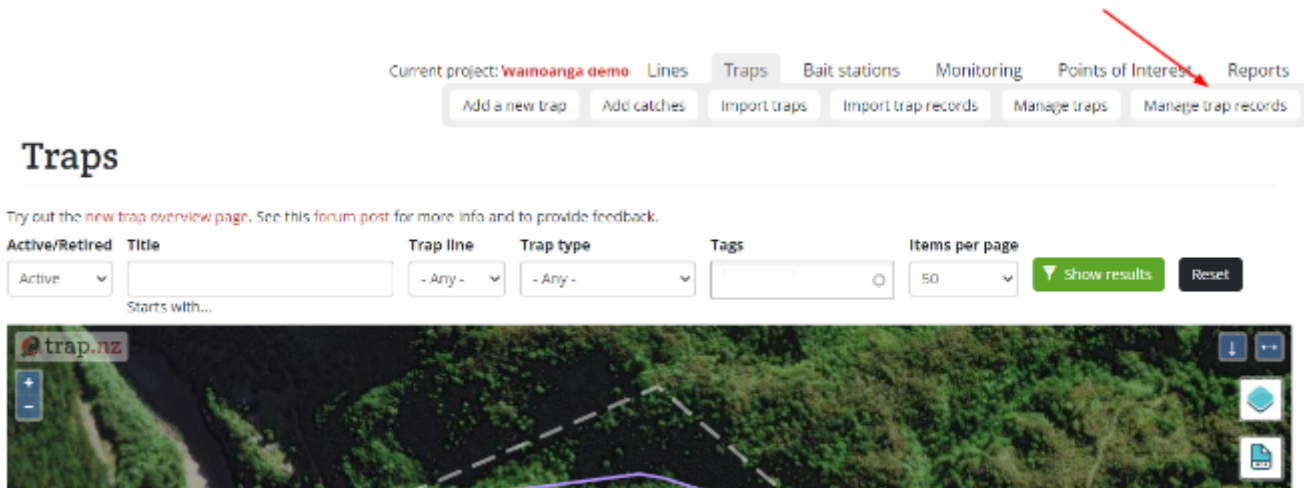 Current project: Waimoanga demo Lines Traps Bait stations Monitoring Points of Interest Reports
Add a new trap Add catches Import traps Import trap records Manage traps Manage trap records
Traps
Try out the new trap overview page. See this forum post for more info and to provide feedback.
Active/Retired Title Trap line Trap type Tags Items per page
Active - Any - - Any - 50 Show results Reset
Starts with...
trap.nz
+
-